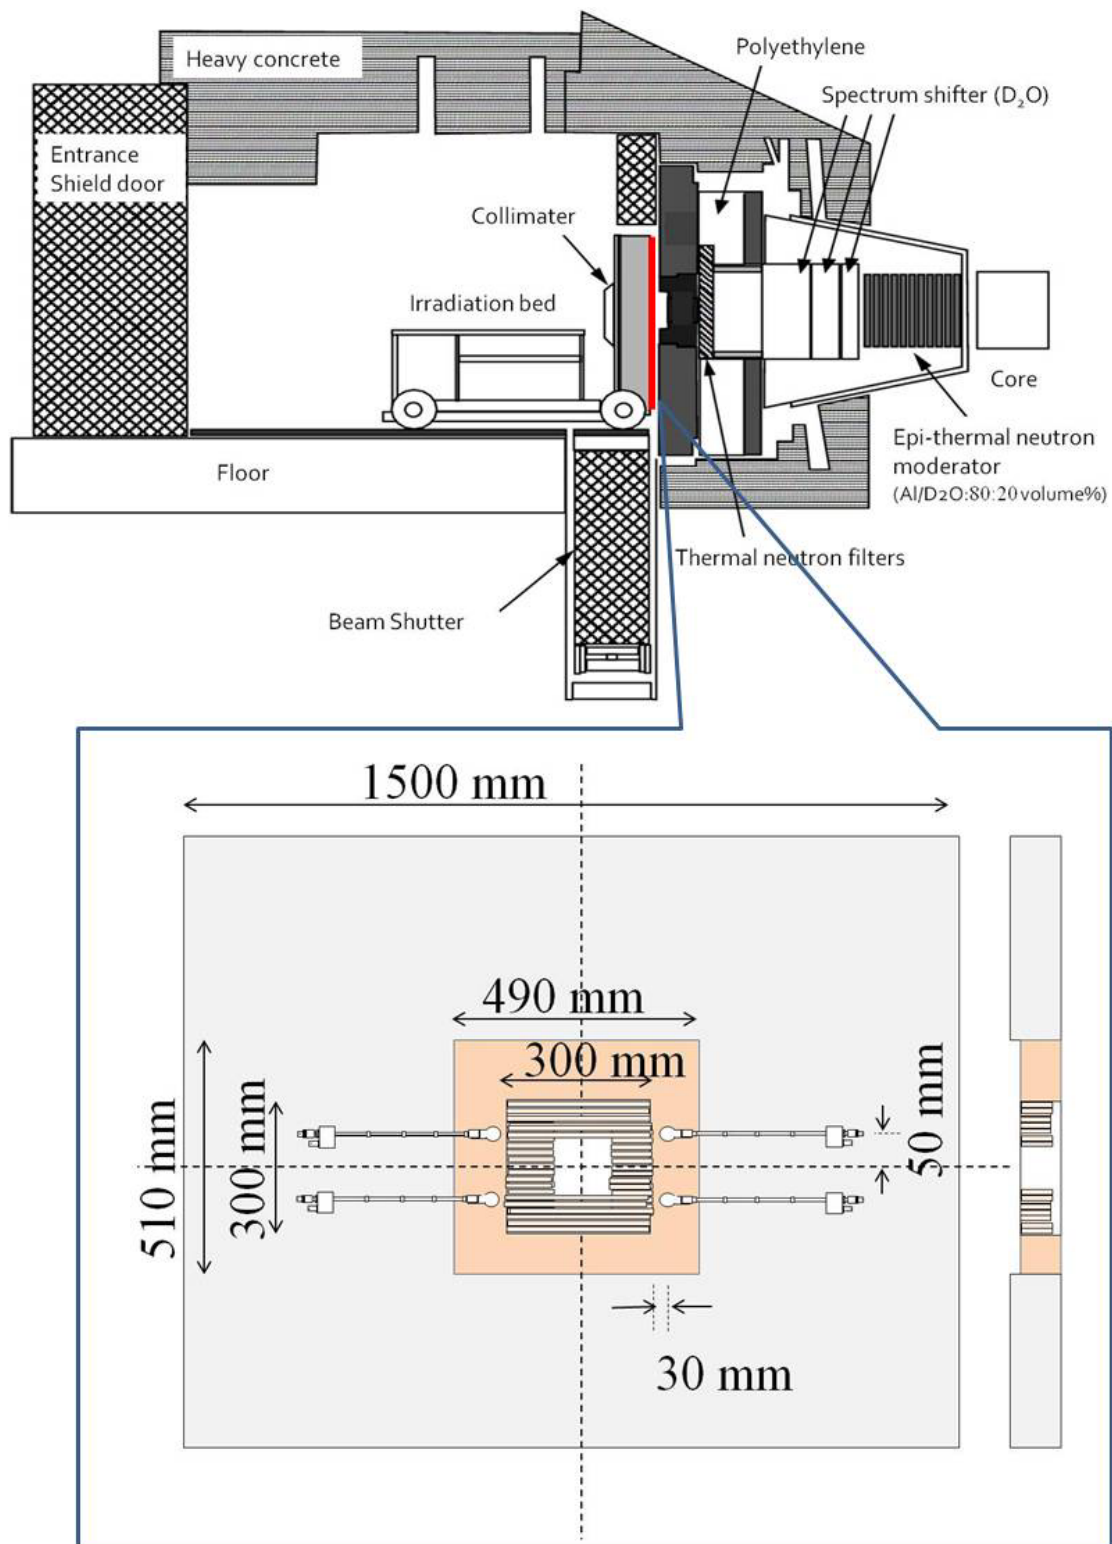 Heavy concrete
Polyethylene
Spectrum shifter (D₂O)
Entrance
Shield door
Collimater
Irradiation bed
Core
Epi-thermal neutron
moderator
(Al/D2O:80:20 volume%)
Floor
Thermal neutron filters
Beam Shutter
1500 mm
490 mm
300 mm
510 mm
300 mm
50 mm
30 mm